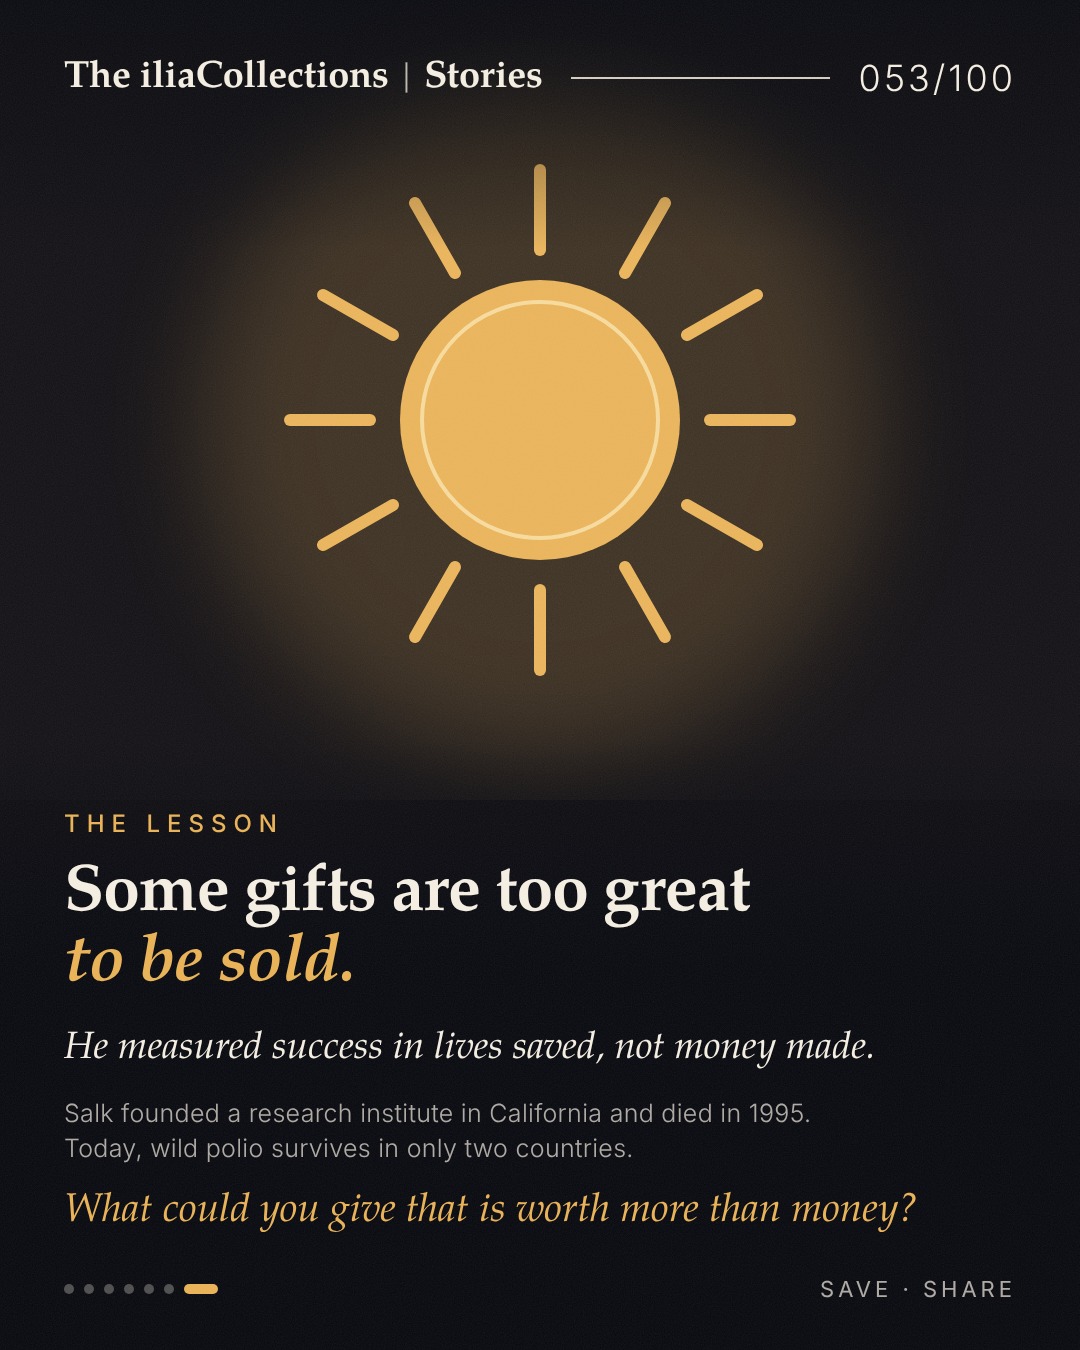 The iliaCollections | Stories 053/100
THE LESSON
Some gifts are too great
to be sold.
He measured success in lives saved, not money made.
Salk founded a research institute in California and died in 1995.
Today, wild polio survives in only two countries.
What could you give that is worth more than money?
SAVE · SHARE